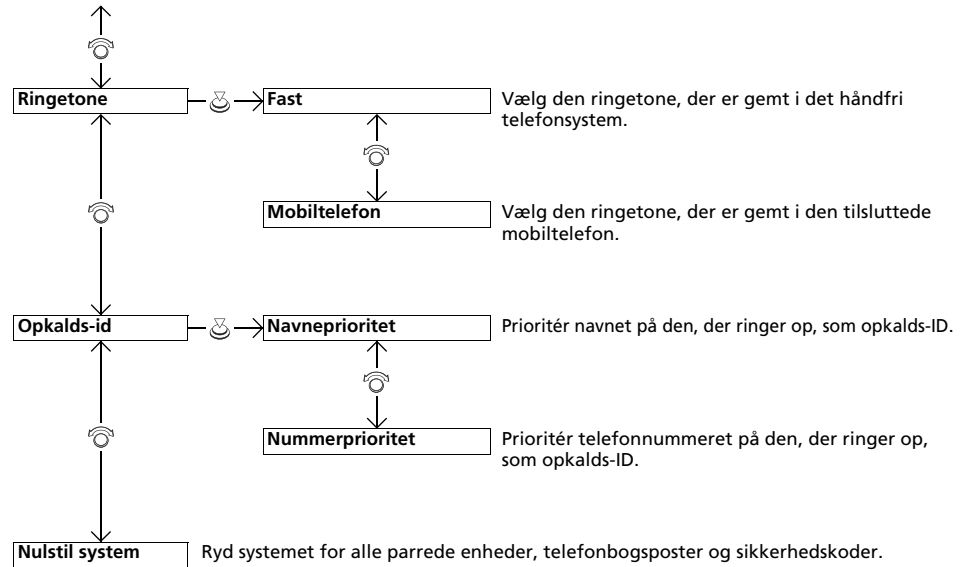 Ringetone
Fast
Vælg den ringetone, der er gemt i det håndfri
telefonsystem.
Mobiltelefon
Vælg den ringetone, der er gemt i den tilsluttede
mobiltelefon.
Opkalds-id
Navneprioritet
Prioritér navnet på den, der ringer op, som opkalds-ID.
Nummerprioritet
Prioritér telefonnummeret på den, der ringer op,
som opkalds-ID.
Nulstil system
Ryd systemet for alle parrede enheder, telefonbogsposter og sikkerhedskoder.